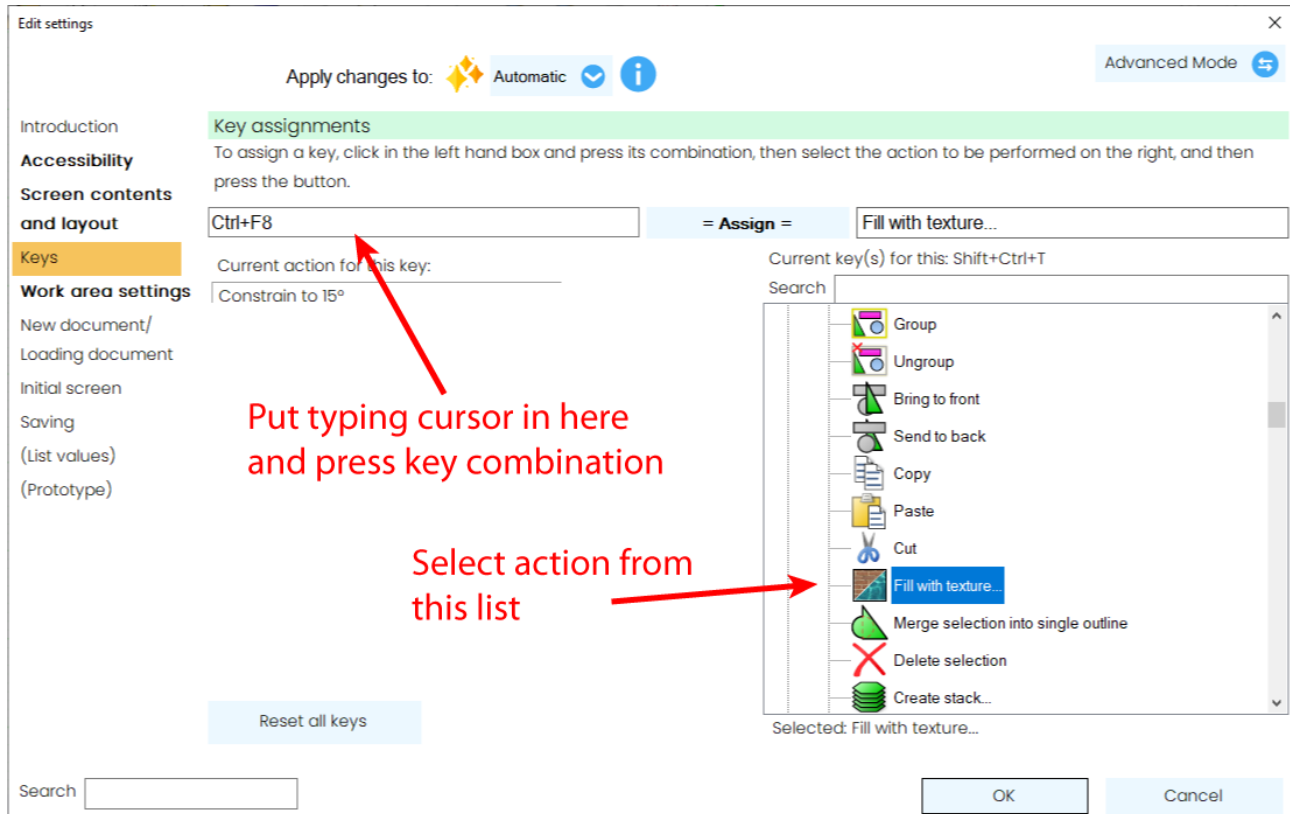 Edit settings
Apply changes to: Automatic
Advanced Mode
Introduction
Accessibility
Screen contents
and layout
Keys
Work area settings
New document/
Loading document
Initial screen
Saving
(List values)
(Prototype)
Key assignments
To assign a key, click in the left hand box and press its combination, then select the action to be performed on the right, and then
press the button.
Ctrl+F8
= Assign =
Fill with texture...
Current action for this key:
Constrain to 15°
Current key(s) for this: Shift+Ctrl+T
Search
Group
Ungroup
Bring to front
Send to back
Copy
Paste
Cut
Fill with texture...
Merge selection into single outline
Delete selection
Create stack...
Put typing cursor in here
and press key combination
Select action from
this list
Reset all keys
Selected: Fill with texture...
Search
OK
Cancel